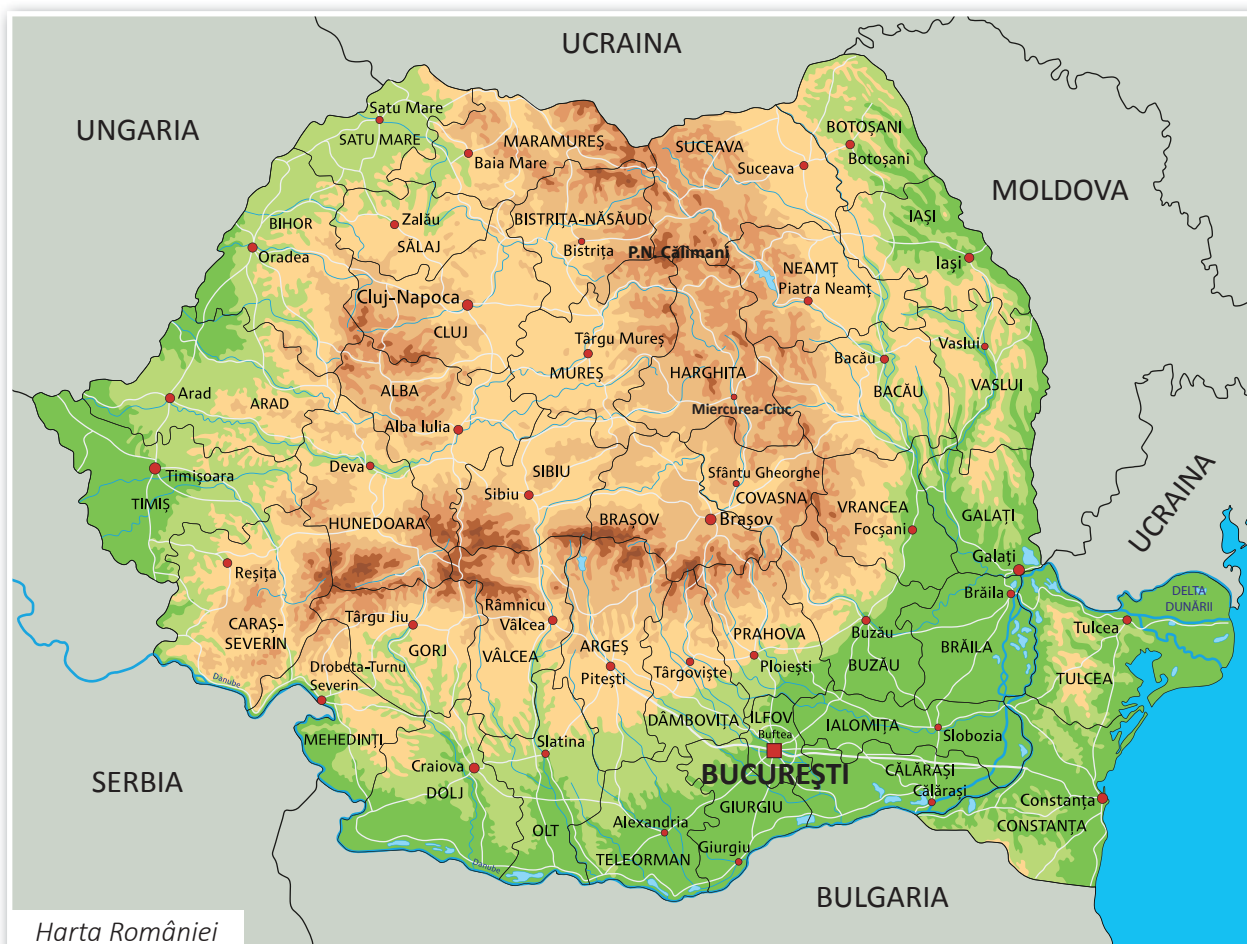 UCRAINA
UNGARIA
MOLDOVA
Satu Mare
SATU MARE
MARAMUREȘ
Baia Mare
SUCEAVA
Suceava
BOTOȘANI
Botoșani
IAȘI
Iași
BIHOR
Oradea
Zalău
SĂLAJ
BISTRIȚA-NĂSĂUD
Bistrița
P.N. Călimani
NEAMȚ
Piatra Neamț
Cluj-Napoca
CLUJ
Târgu Mureș
MUREȘ
HARGHITA
Miercurea-Ciuc
Bacău
BACĂU
Vaslui
VASLUI
Arad
ARAD
ALBA
Alba Iulia
Timișoara
TIMIȘ
Deva
HUNEDOARA
SIBIU
Sibiu
BRAȘOV
Brașov
Sfântu Gheorghe
COVASNA
VRANCEA
Focșani
GALAȚI
Galați
UCRAINA
Reșița
CARAȘ-
SEVERIN
Târgu Jiu
GORJ
Râmnicu
Vâlcea
VÂLCEA
ARGEȘ
Pitești
Târgoviște
PRAHOVA
Ploiești
Buzău
BUZĂU
Brăila
BRĂILA
DELTA
DUNĂRII
Tulcea
TULCEA
Danube
Drobeta-Turnu
Severin
MEHEDINȚI
DÂMBOVIȚA
ILFOV
Buftea
IALOMIȚA
Slobozia
SERBIA
Craiova
DOLJ
Slatina
OLT
BUCUREȘTI
CĂLĂRAȘI
Călărași
GIURGIU
Giurgiu
Alexandria
TELEORMAN
Constanța
CONSTANȚA
Danube
BULGARIA
Harta României